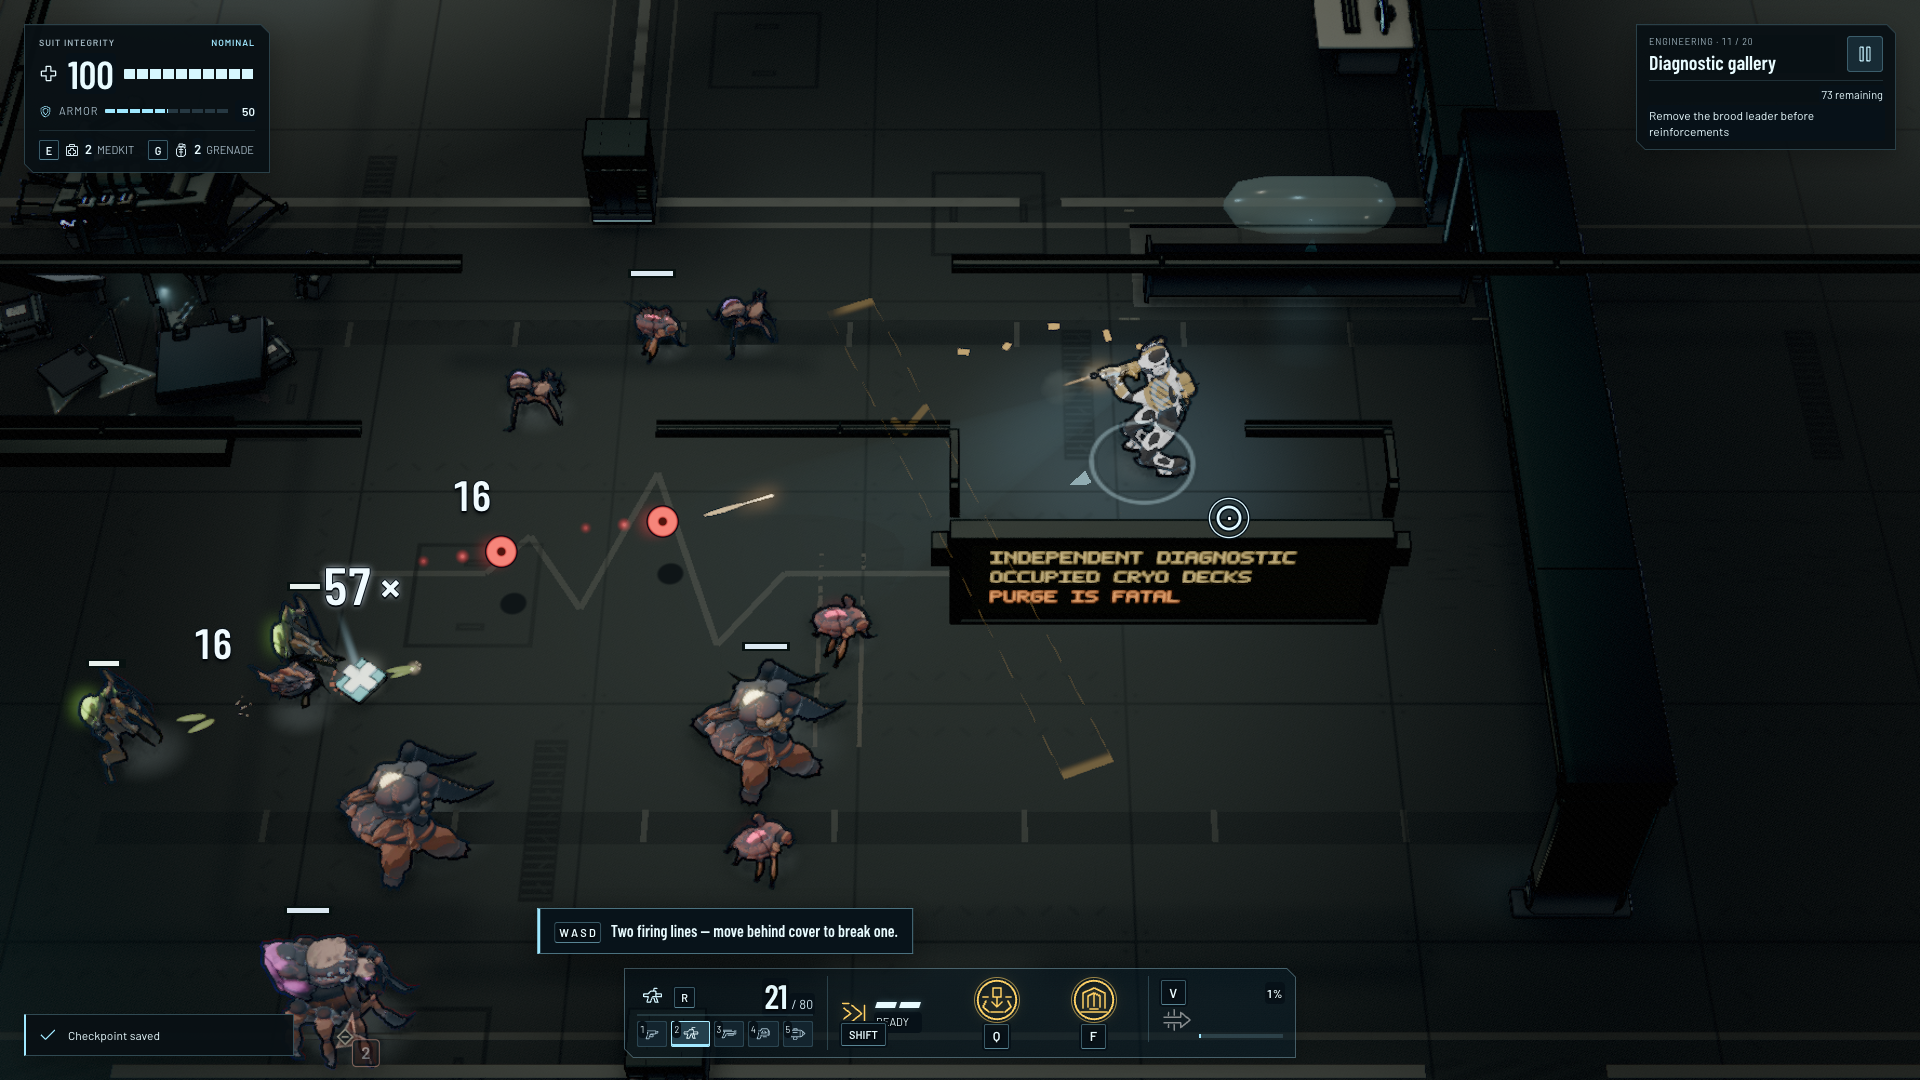 SUIT INTEGRITY NOMINAL
100
ARMOR 50
E 2 MEDKIT G 2 GRENADE
ENGINEERING · 11 / 20
Diagnostic gallery
73 remaining
Remove the brood leader before
reinforcements
16
57 ×
16
INDEPENDENT DIAGNOSTIC
OCCUPIED CRYO DECKS
PURGE IS FATAL
WASD Two firing lines — move behind cover to break one.
Checkpoint saved
2
R 21 / 80
1 2 3 4 5
READY
SHIFT
Q
F
V 1%